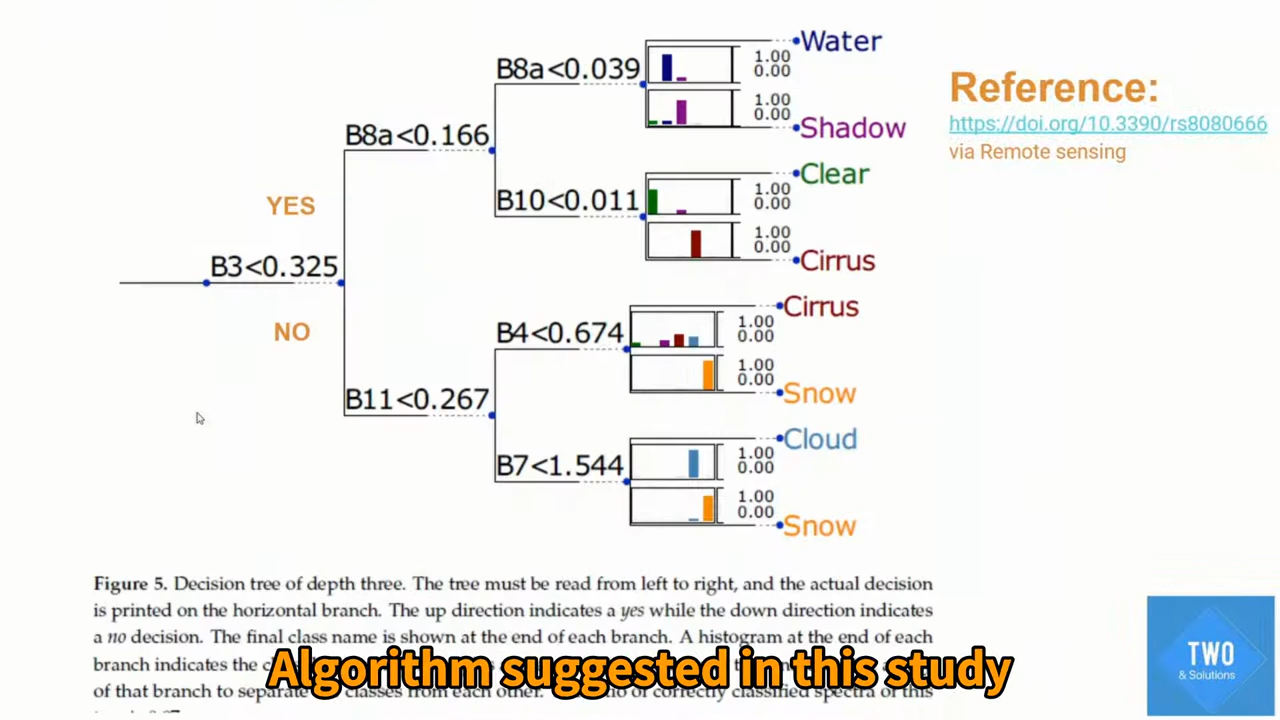 B3<0.325
YES
NO
B8a<0.166
B11<0.267
B8a<0.039
B10<0.011
B4<0.674
B7<1.544
1.00
0.00
Water
1.00
0.00
Shadow
1.00
0.00
Clear
1.00
0.00
Cirrus
1.00
0.00
Cirrus
1.00
0.00
Snow
1.00
0.00
Cloud
1.00
0.00
Snow
Reference:
https://doi.org/10.3390/rs8080666
via Remote sensing
Figure 5. Decision tree of depth three. The tree must be read from left to right, and the actual decision
is printed on the horizontal branch. The up direction indicates a yes while the down direction indicates
a no decision. The final class name is shown at the end of each branch. A histogram at the end of each
branch indicates the
of that branch to separate classes from each other. of correctly classified spectra of this
Algorithm suggested in this study
TWO
& Solutions